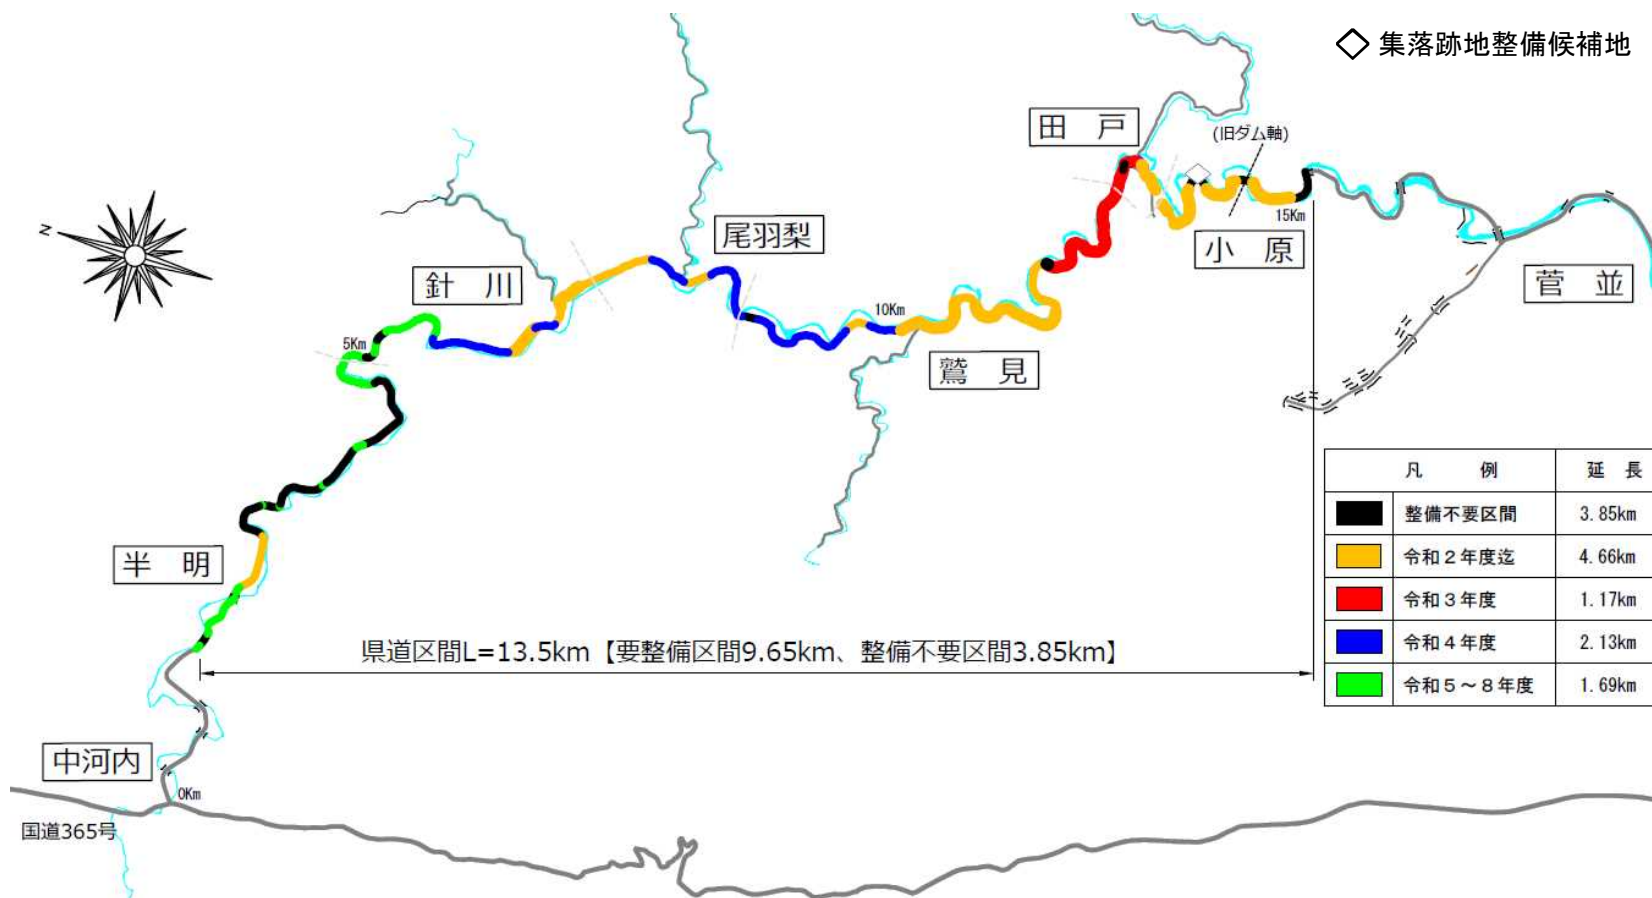 ◇ 集落跡地整備候補地
田 戸
(旧ダム軸)
N
尾羽梨
15Km
小 原
針 川
菅 並
10Km
5Km
鷲 見
凡 例 延 長
整備不要区間 3.85km
半 明
令和2年度迄 4.66km
令和3年度 1.17km
県道区間L=13.5km【要整備区間9.65km、整備不要区間3.85km】
令和4年度 2.13km
令和5~8年度 1.69km
中河内
0Km
国道365号